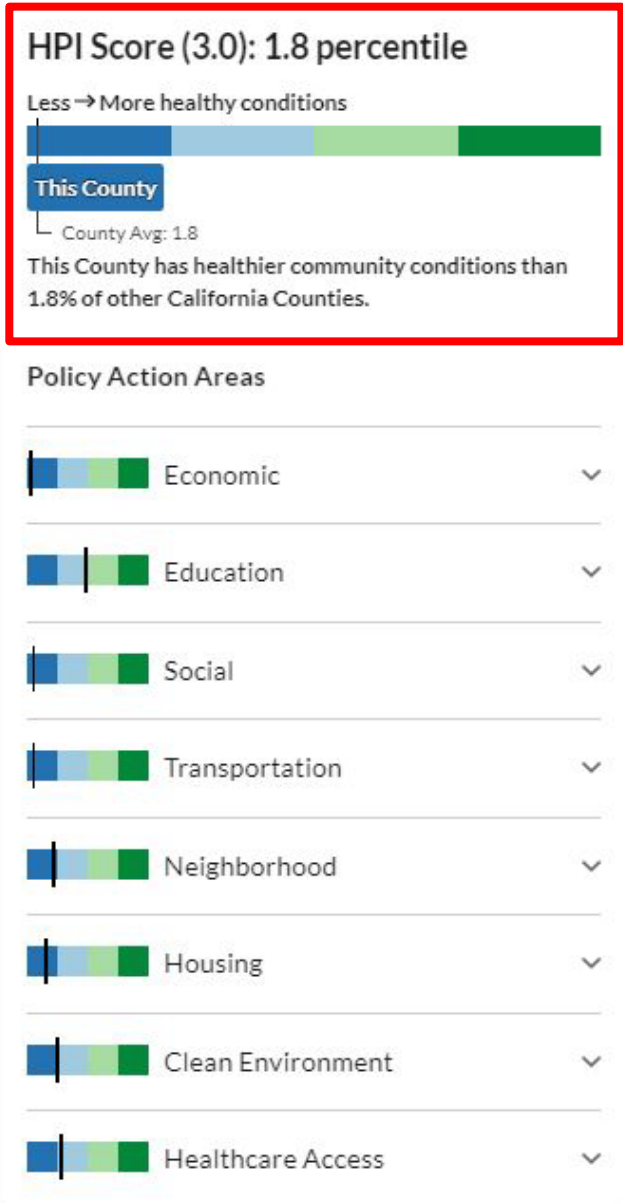 HPI Score (3.0): 1.8 percentile
Less → More healthy conditions
This County
County Avg: 1.8
This County has healthier community conditions than
1.8% of other California Counties.
Policy Action Areas
Economic
Education
Social
Transportation
Neighborhood
Housing
Clean Environment
Healthcare Access